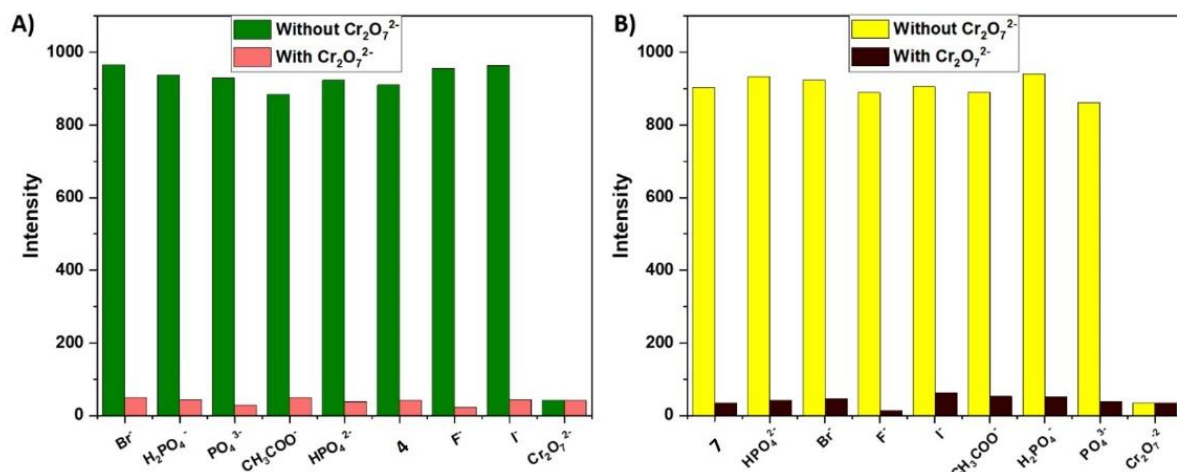 A)
Without Cr₂O₇²⁻
With Cr₂O₇²⁻
Intensity
1000
800
600
400
200
0
Br⁻
H₂PO₄⁻
PO₄³⁻
CH₃COO⁻
HPO₄²⁻
4
F⁻
I⁻
Cr₂O₇²⁻
B)
Without Cr₂O₇²⁻
With Cr₂O₇²⁻
Intensity
1000
800
600
400
200
0
7
HPO₄²⁻
Br⁻
F⁻
I⁻
CH₃COO⁻
H₂PO₄⁻
PO₄³⁻
Cr₂O₇⁻²